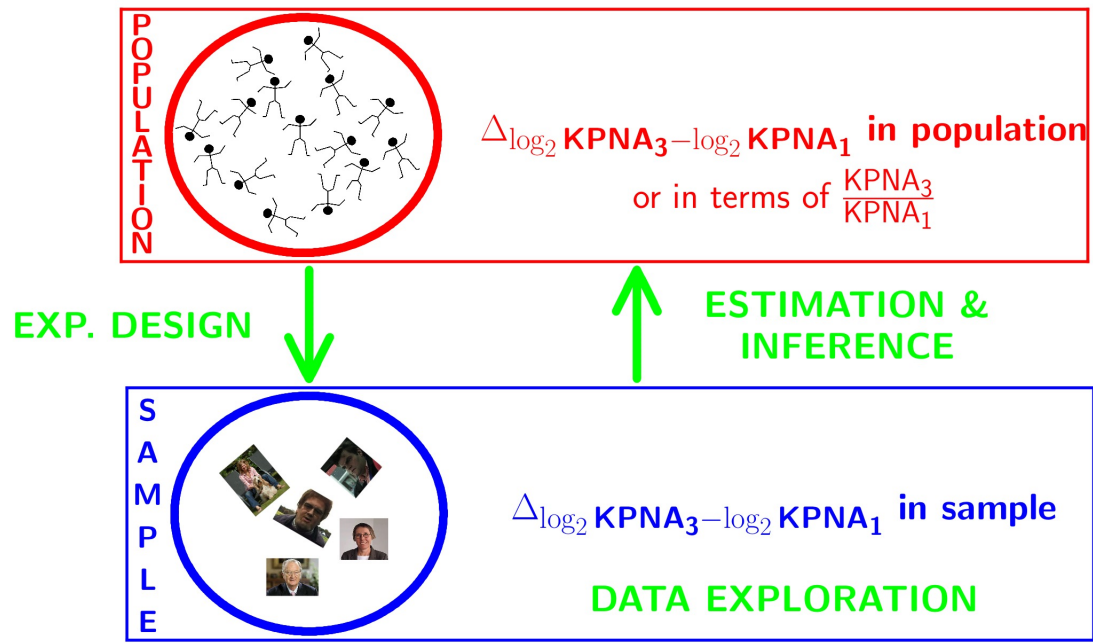 POPULATION
Δlog₂ KPNA₃−log₂ KPNA₁ in population
or in terms of KPNA₃/KPNA₁
EXP. DESIGN
ESTIMATION &
INFERENCE
SAMPLE
Δlog₂ KPNA₃−log₂ KPNA₁ in sample
DATA EXPLORATION